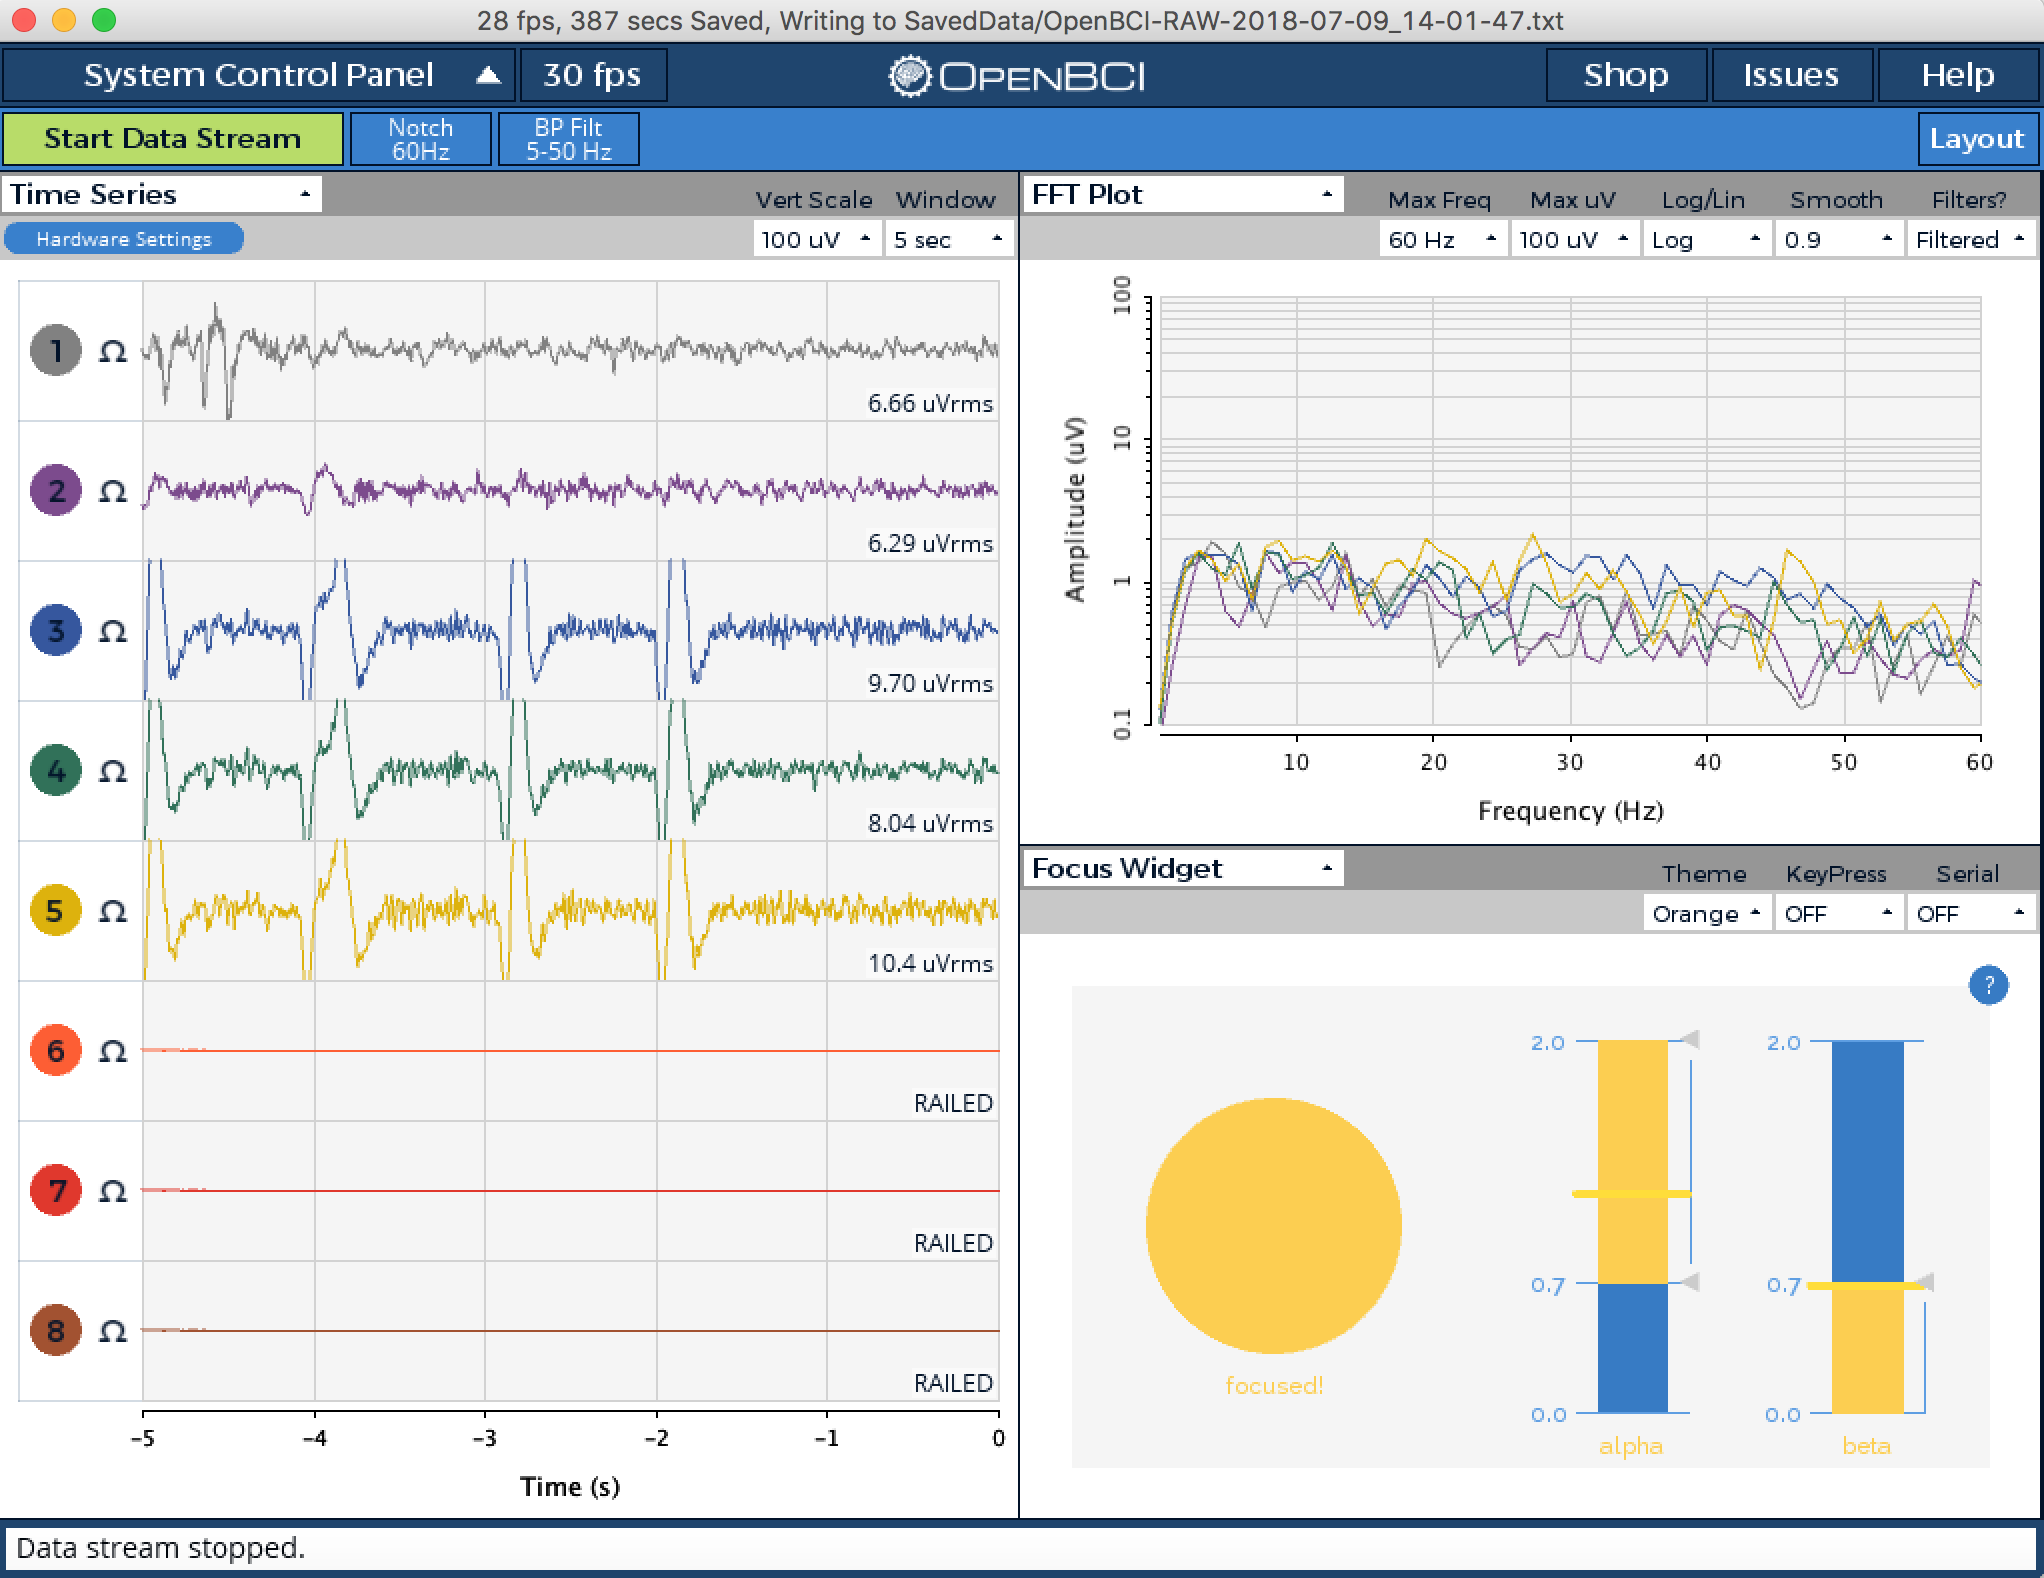 28 fps, 387 secs Saved, Writing to SavedData/OpenBCI-RAW-2018-07-09_14-01-47.txt
System Control Panel
30 fps
OPENBCI
Shop
Issues
Help
Start Data Stream
Notch
60Hz
BP Filt
5-50 Hz
Layout
Time Series
Vert Scale
Window
Hardware Settings
100 uV
5 sec
1 Ω
6.66 uVrms
2 Ω
6.29 uVrms
3 Ω
9.70 uVrms
4 Ω
8.04 uVrms
5 Ω
10.4 uVrms
6 Ω
RAILED
7 Ω
RAILED
8 Ω
RAILED
-5 -4 -3 -2 -1 0
Time (s)
FFT Plot
Max Freq
Max uV
Log/Lin
Smooth
Filters?
60 Hz
100 uV
Log
0.9
Filtered
100
10
1
0.1
Amplitude (uV)
10 20 30 40 50 60
Frequency (Hz)
Focus Widget
Theme
KeyPress
Serial
Orange
OFF
OFF
?
focused!
2.0
0.7
0.0
alpha
2.0
0.7
0.0
beta
Data stream stopped.